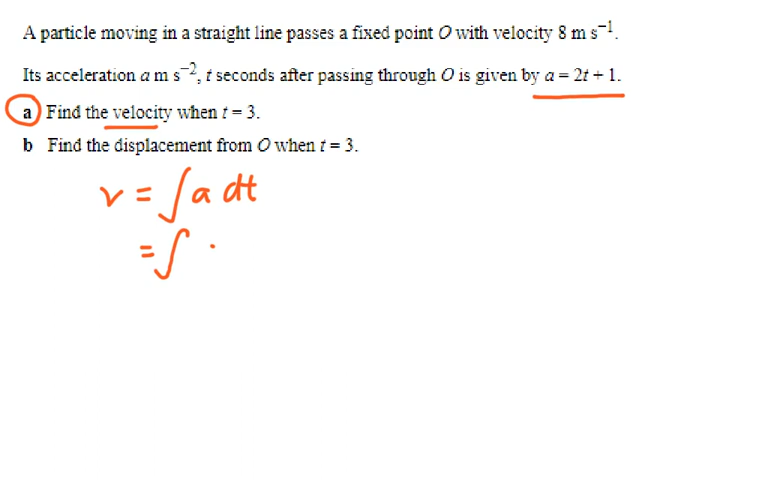 A particle moving in a straight line passes a fixed point O with velocity 8 m s⁻¹.
Its acceleration a m s⁻², t seconds after passing through O is given by a = 2t + 1.
a Find the velocity when t = 3.
b Find the displacement from O when t = 3.
v = ∫a dt
= ∫